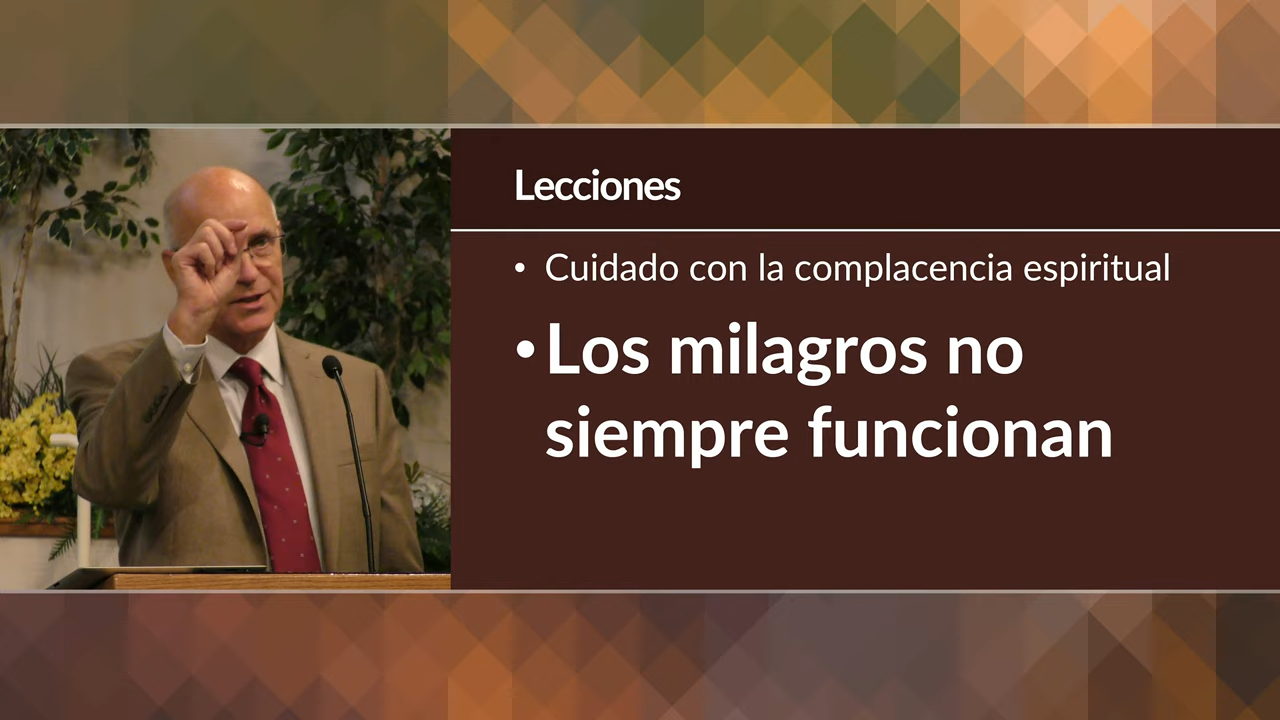 Lecciones
• Cuidado con la complacencia espiritual
• Los milagros no
siempre funcionan